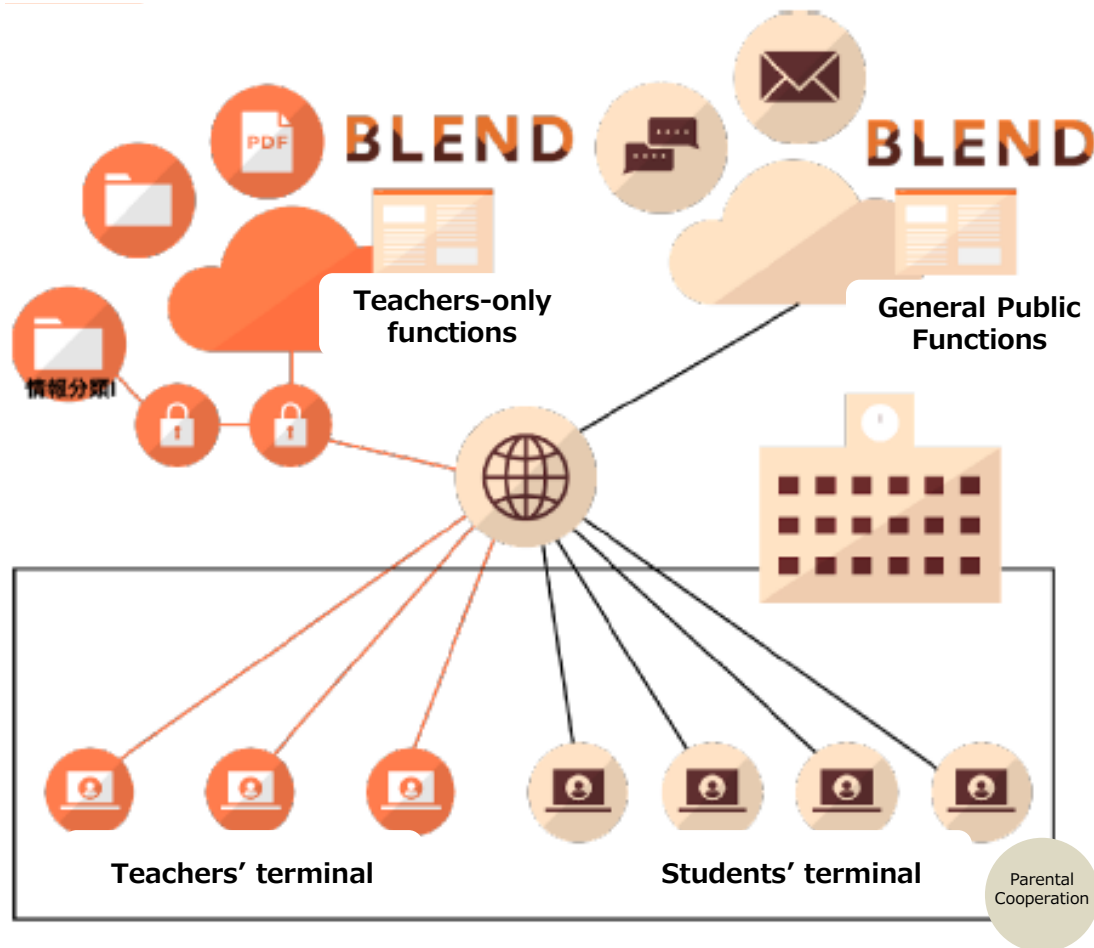 PDF
BLEND
BLEND
Teachers-only
functions
General Public
Functions
情報分類I
Teachers’ terminal
Students’ terminal
Parental
Cooperation